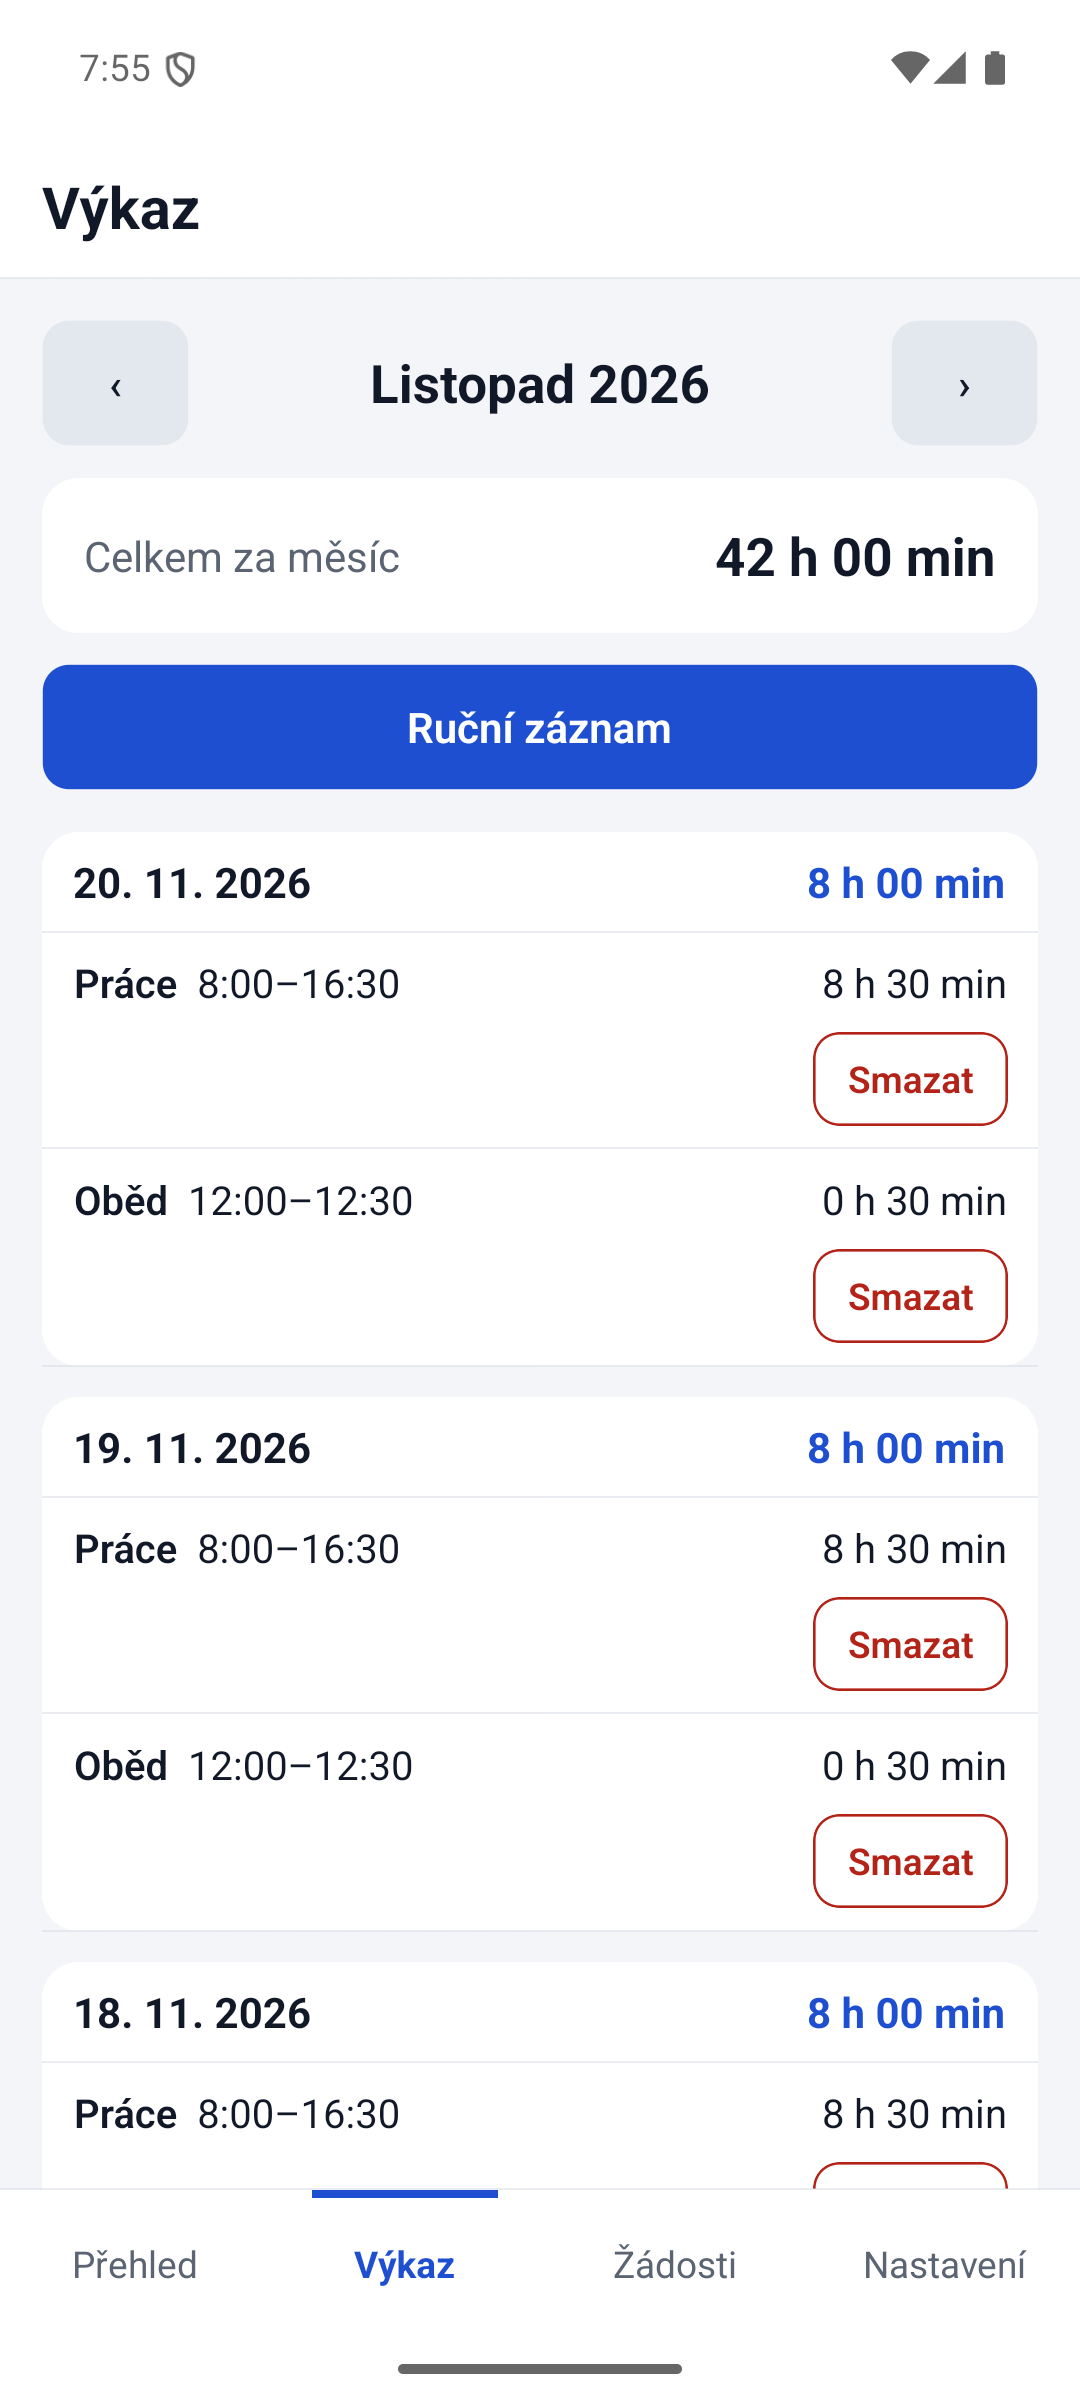 7:55
Výkaz
‹ Listopad 2026 ›
Celkem za měsíc 42 h 00 min
Ruční záznam
20. 11. 2026 8 h 00 min
Práce 8:00–16:30 8 h 30 min
Smazat
Oběd 12:00–12:30 0 h 30 min
Smazat
19. 11. 2026 8 h 00 min
Práce 8:00–16:30 8 h 30 min
Smazat
Oběd 12:00–12:30 0 h 30 min
Smazat
18. 11. 2026 8 h 00 min
Práce 8:00–16:30 8 h 30 min
Přehled Výkaz Žádosti Nastavení